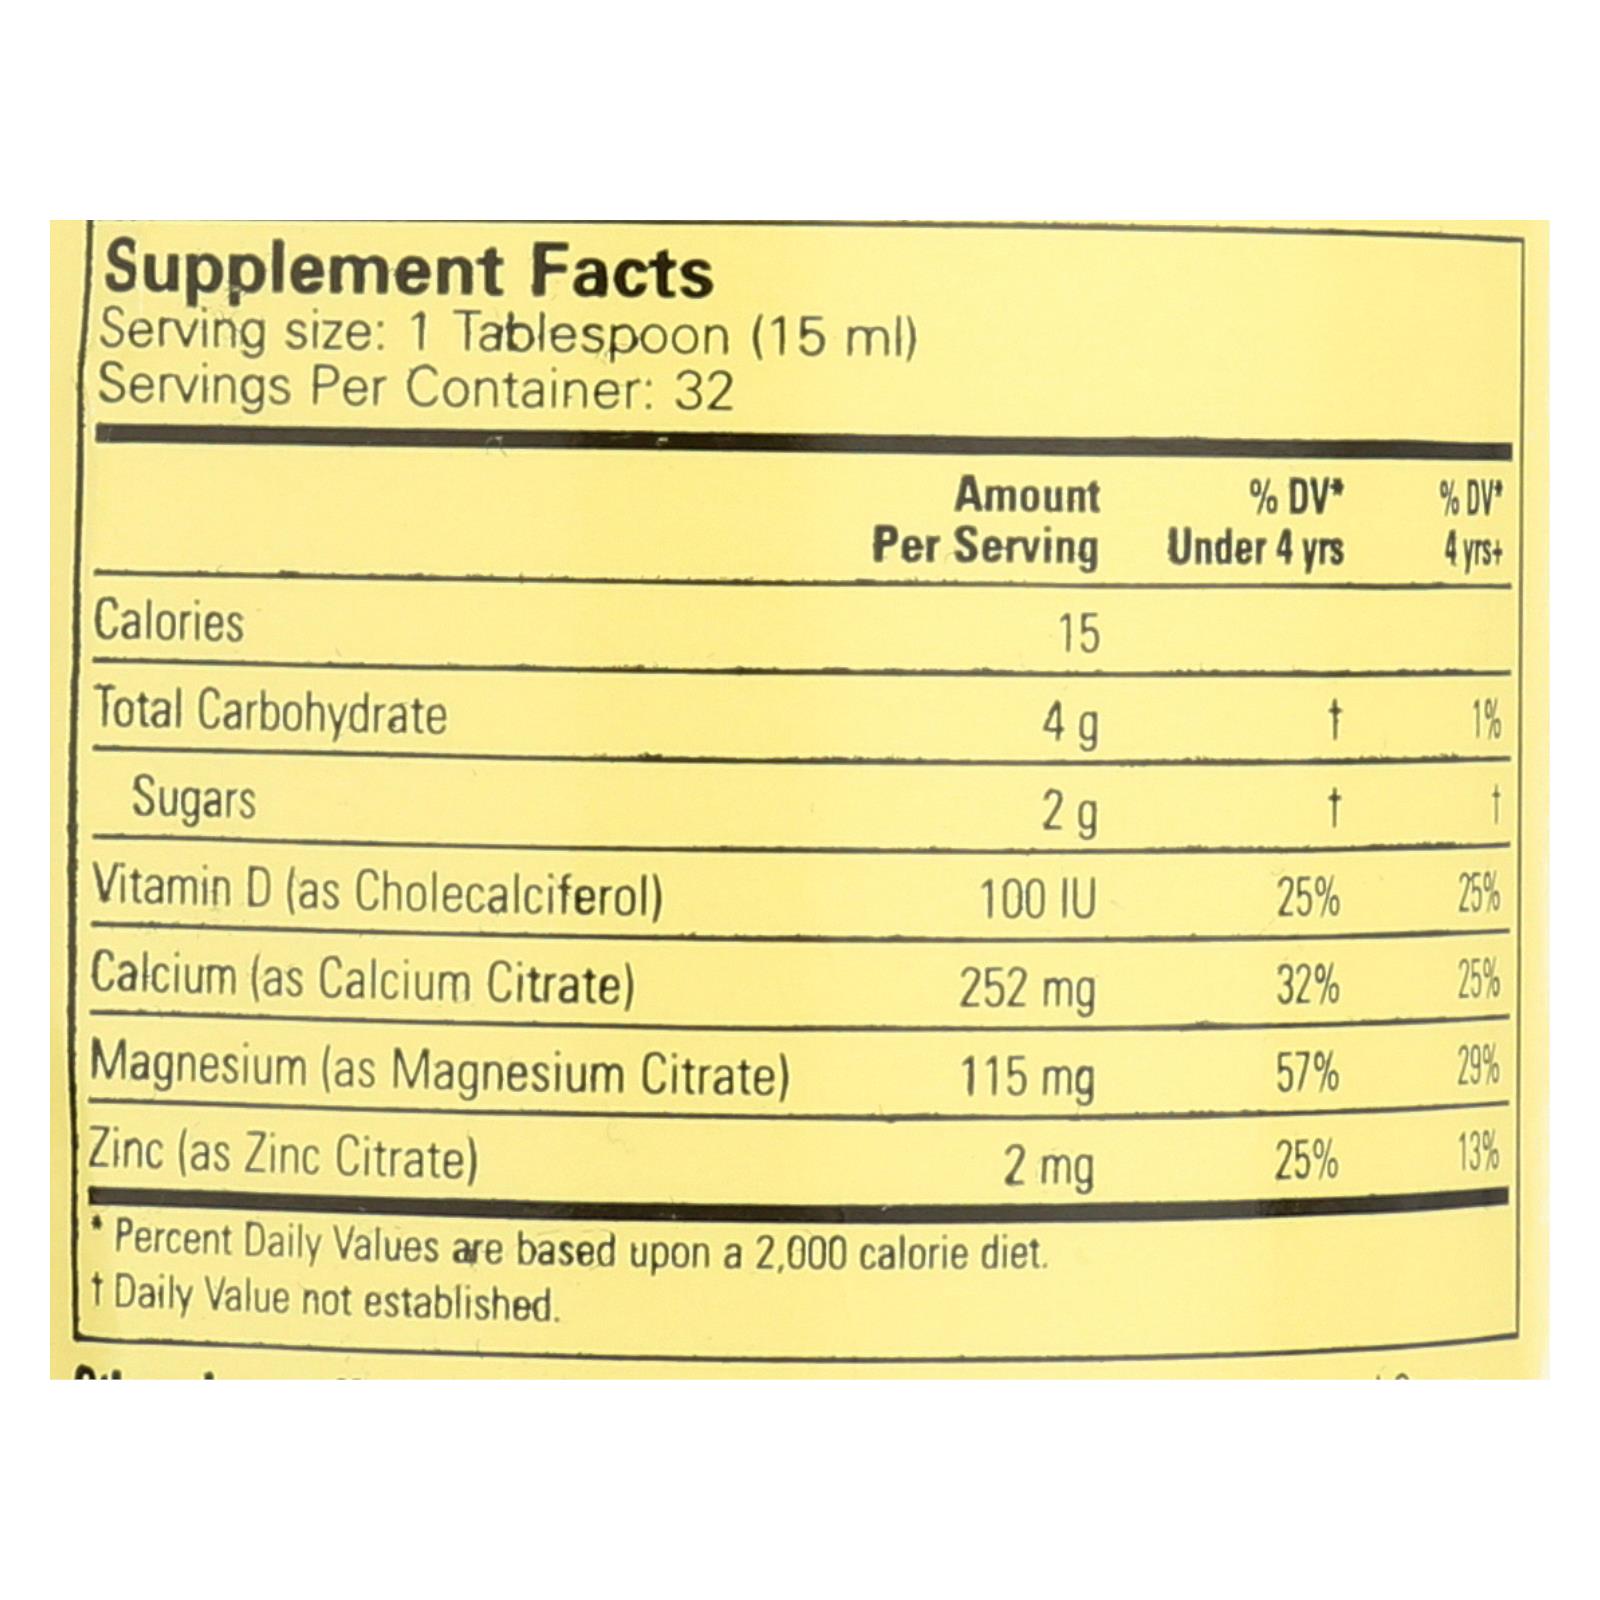 Supplement Facts
Serving size: 1 Tablespoon (15 ml)
Servings Per Container: 32
Amount Per Serving % DV* Under 4 yrs % DV* 4 yrs+
Calories 15
Total Carbohydrate 4 g † 1%
Sugars 2 g † †
Vitamin D (as Cholecalciferol) 100 IU 25% 25%
Calcium (as Calcium Citrate) 252 mg 32% 25%
Magnesium (as Magnesium Citrate) 115 mg 57% 29%
Zinc (as Zinc Citrate) 2 mg 25% 13%
* Percent Daily Values are based upon a 2,000 calorie diet.
† Daily Value not established.